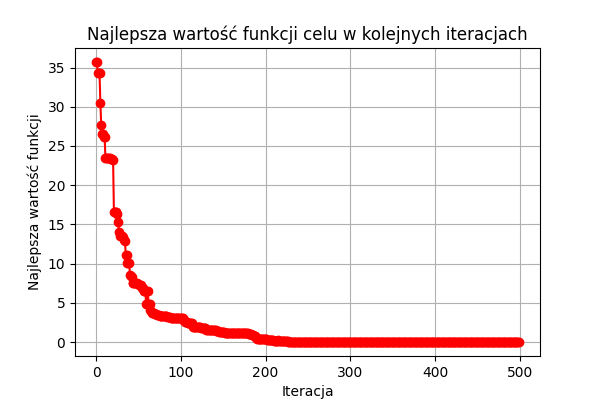 Najlepsza wartość funkcji celu w kolejnych iteracjach
Najlepsza wartość funkcji
35
30
25
20
15
10
5
0
0 100 200 300 400 500
Iteracja